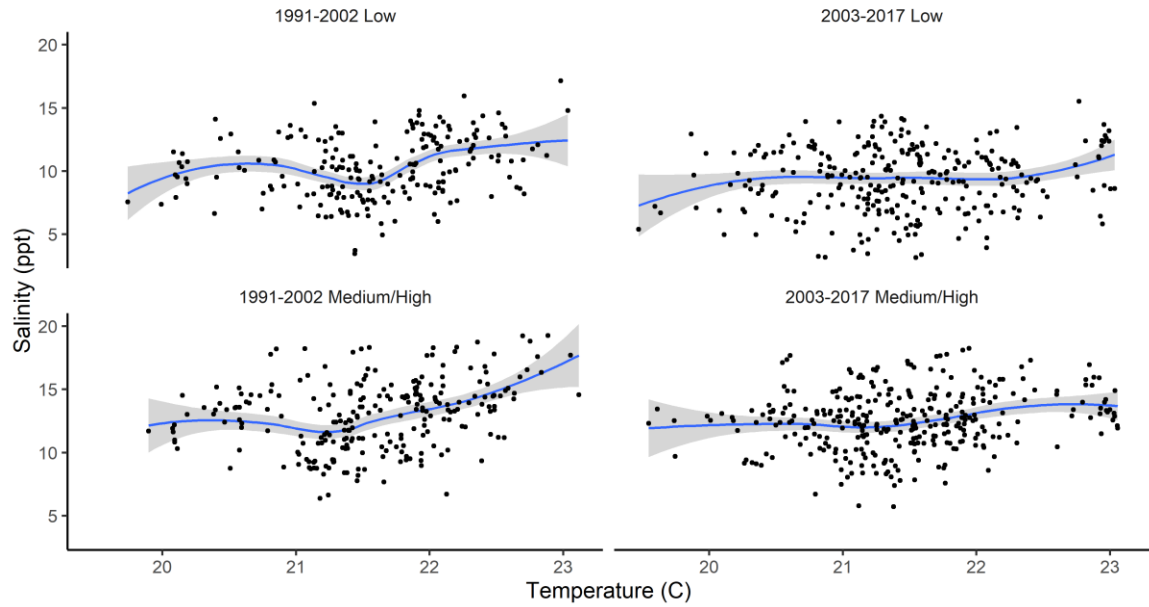 1991-2002 Low
2003-2017 Low
20
15
10
5
1991-2002 Medium/High
2003-2017 Medium/High
20
15
10
5
Salinity (ppt)
20 21 22 23 20 21 22 23
Temperature (C)